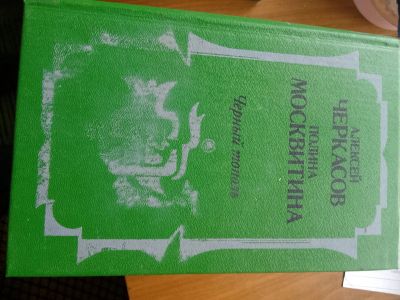 АЛЕКСЕЙ
ЧЕРКАСОВ
ПОЛИНА
МОСКВИТИНА
Черный тополь